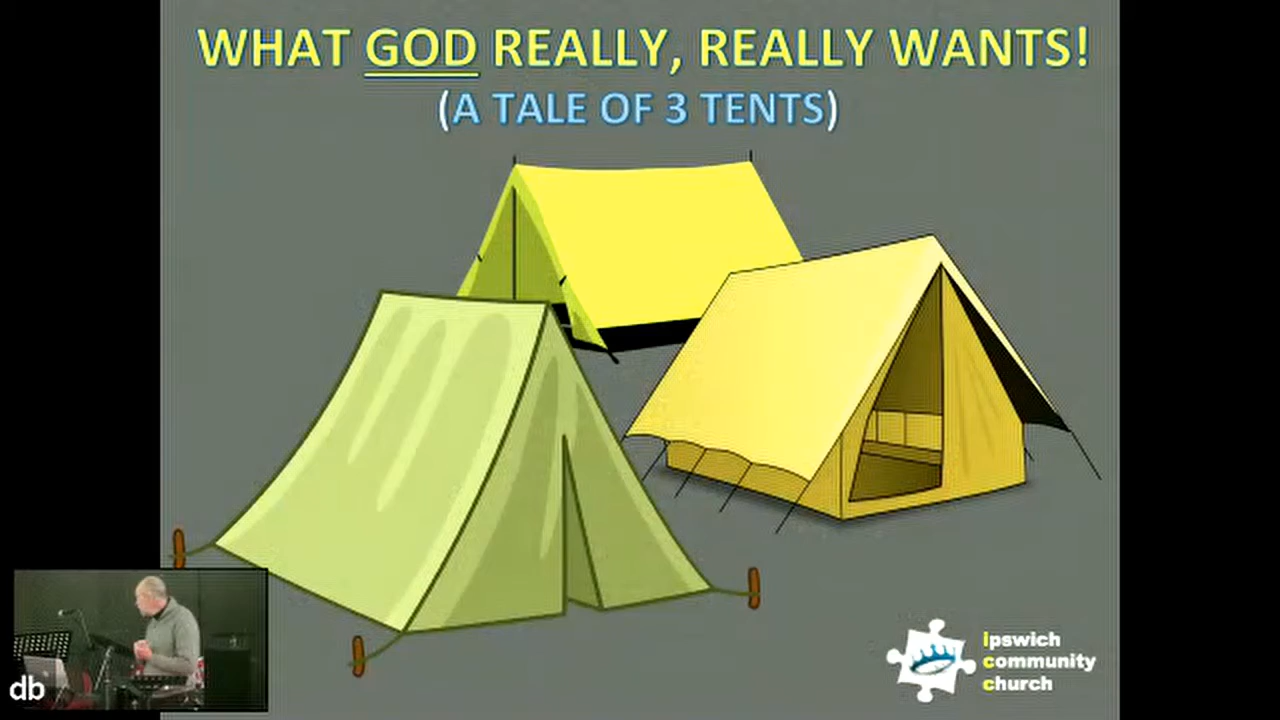 WHAT GOD REALLY, REALLY WANTS!
(A TALE OF 3 TENTS)
ipswich
community
church
db